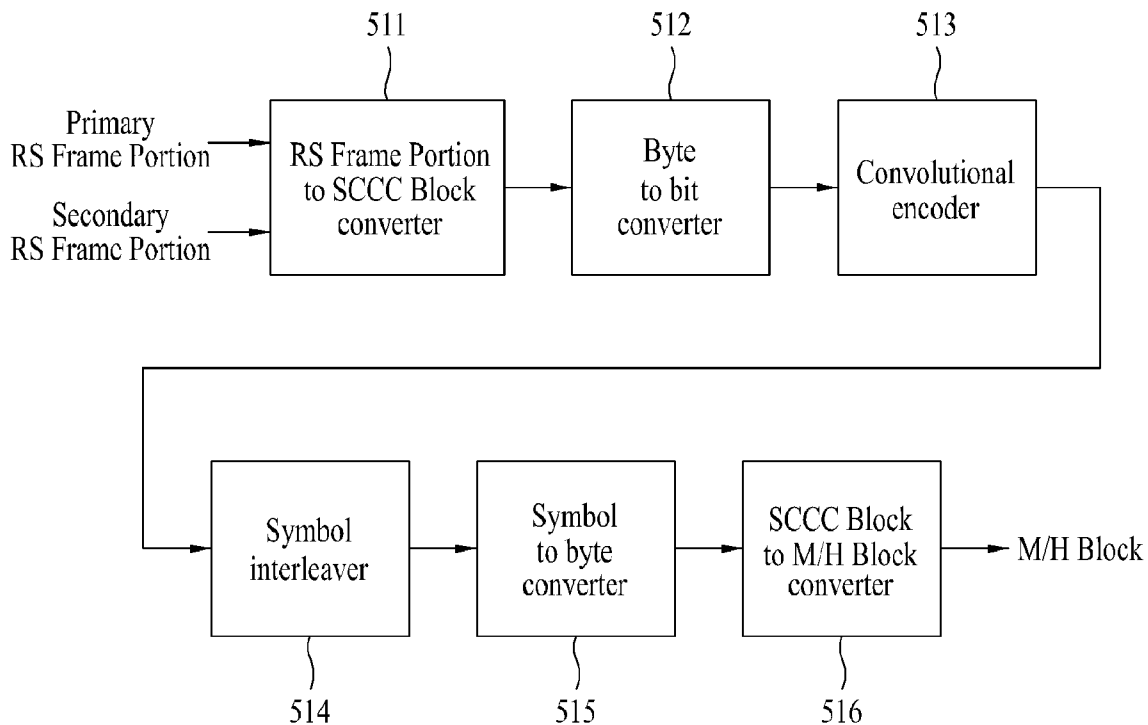 511
512
513
Primary
RS Frame Portion
Secondary
RS Frame Portion
RS Frame Portion
to SCCC Block
converter
Byte
to bit
converter
Convolutional
encoder
Symbol
interleaver
Symbol
to byte
converter
SCCC Block
to M/H Block
converter
M/H Block
514
515
516